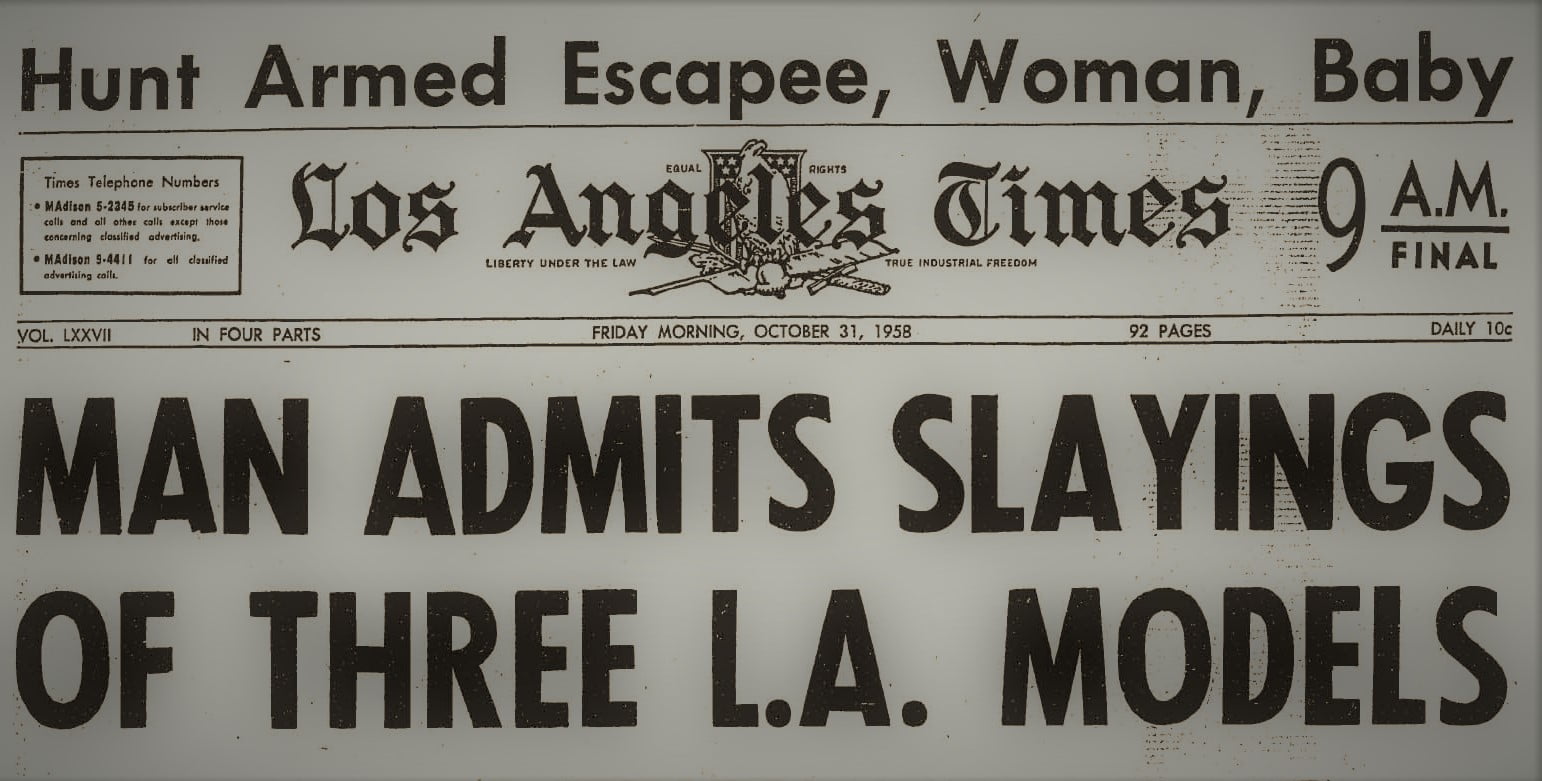 Hunt Armed Escapee, Woman, Baby
Times Telephone Numbers
• MAdison 5-2345 for subscriber service
calls and all other calls except those
concerning classified advertising.
• MAdison 9-4411 for all classified
advertising calls.
EQUAL RIGHTS
Los Angeles Times
LIBERTY UNDER THE LAW TRUE INDUSTRIAL FREEDOM
9 A.M.
FINAL
VOL. LXXVII IN FOUR PARTS FRIDAY MORNING, OCTOBER 31, 1958 92 PAGES DAILY 10c
MAN ADMITS SLAYINGS
OF THREE L.A. MODELS